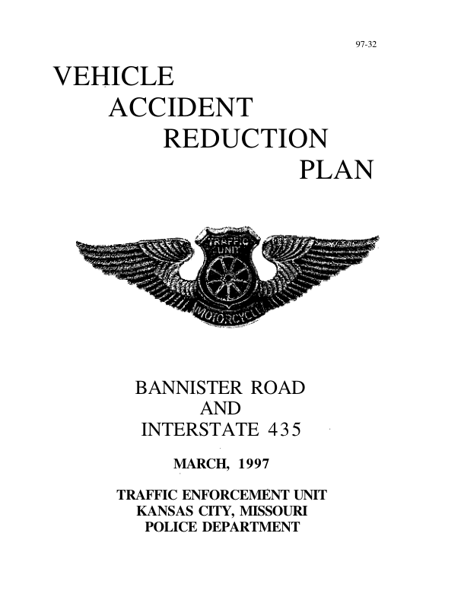 97-32
VEHICLE
ACCIDENT
REDUCTION
PLAN
TRAFFIC
UNIT
MOTORCYCLE
BANNISTER ROAD
AND
INTERSTATE 435
MARCH, 1997
TRAFFIC ENFORCEMENT UNIT
KANSAS CITY, MISSOURI
POLICE DEPARTMENT